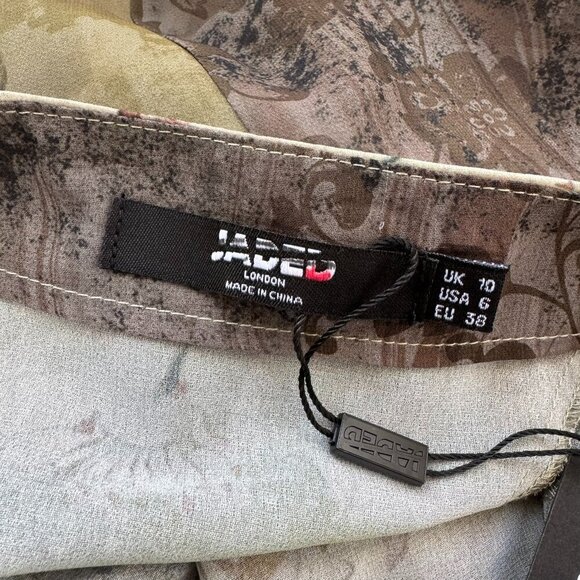 JADED
LONDON
MADE IN CHINA
UK 10
USA 6
EU 38
JADED